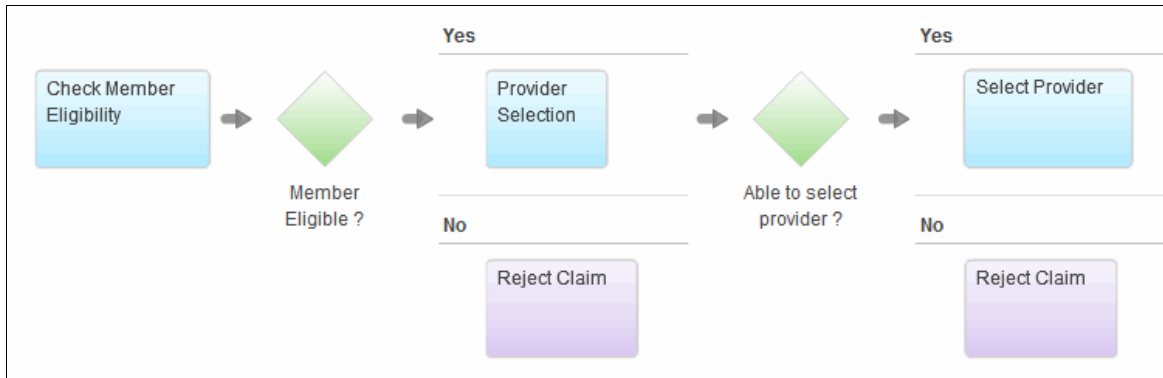 Check Member
Eligibility
Member
Eligible ?
Yes
Provider
Selection
No
Reject Claim
Able to select
provider ?
Yes
Select Provider
No
Reject Claim